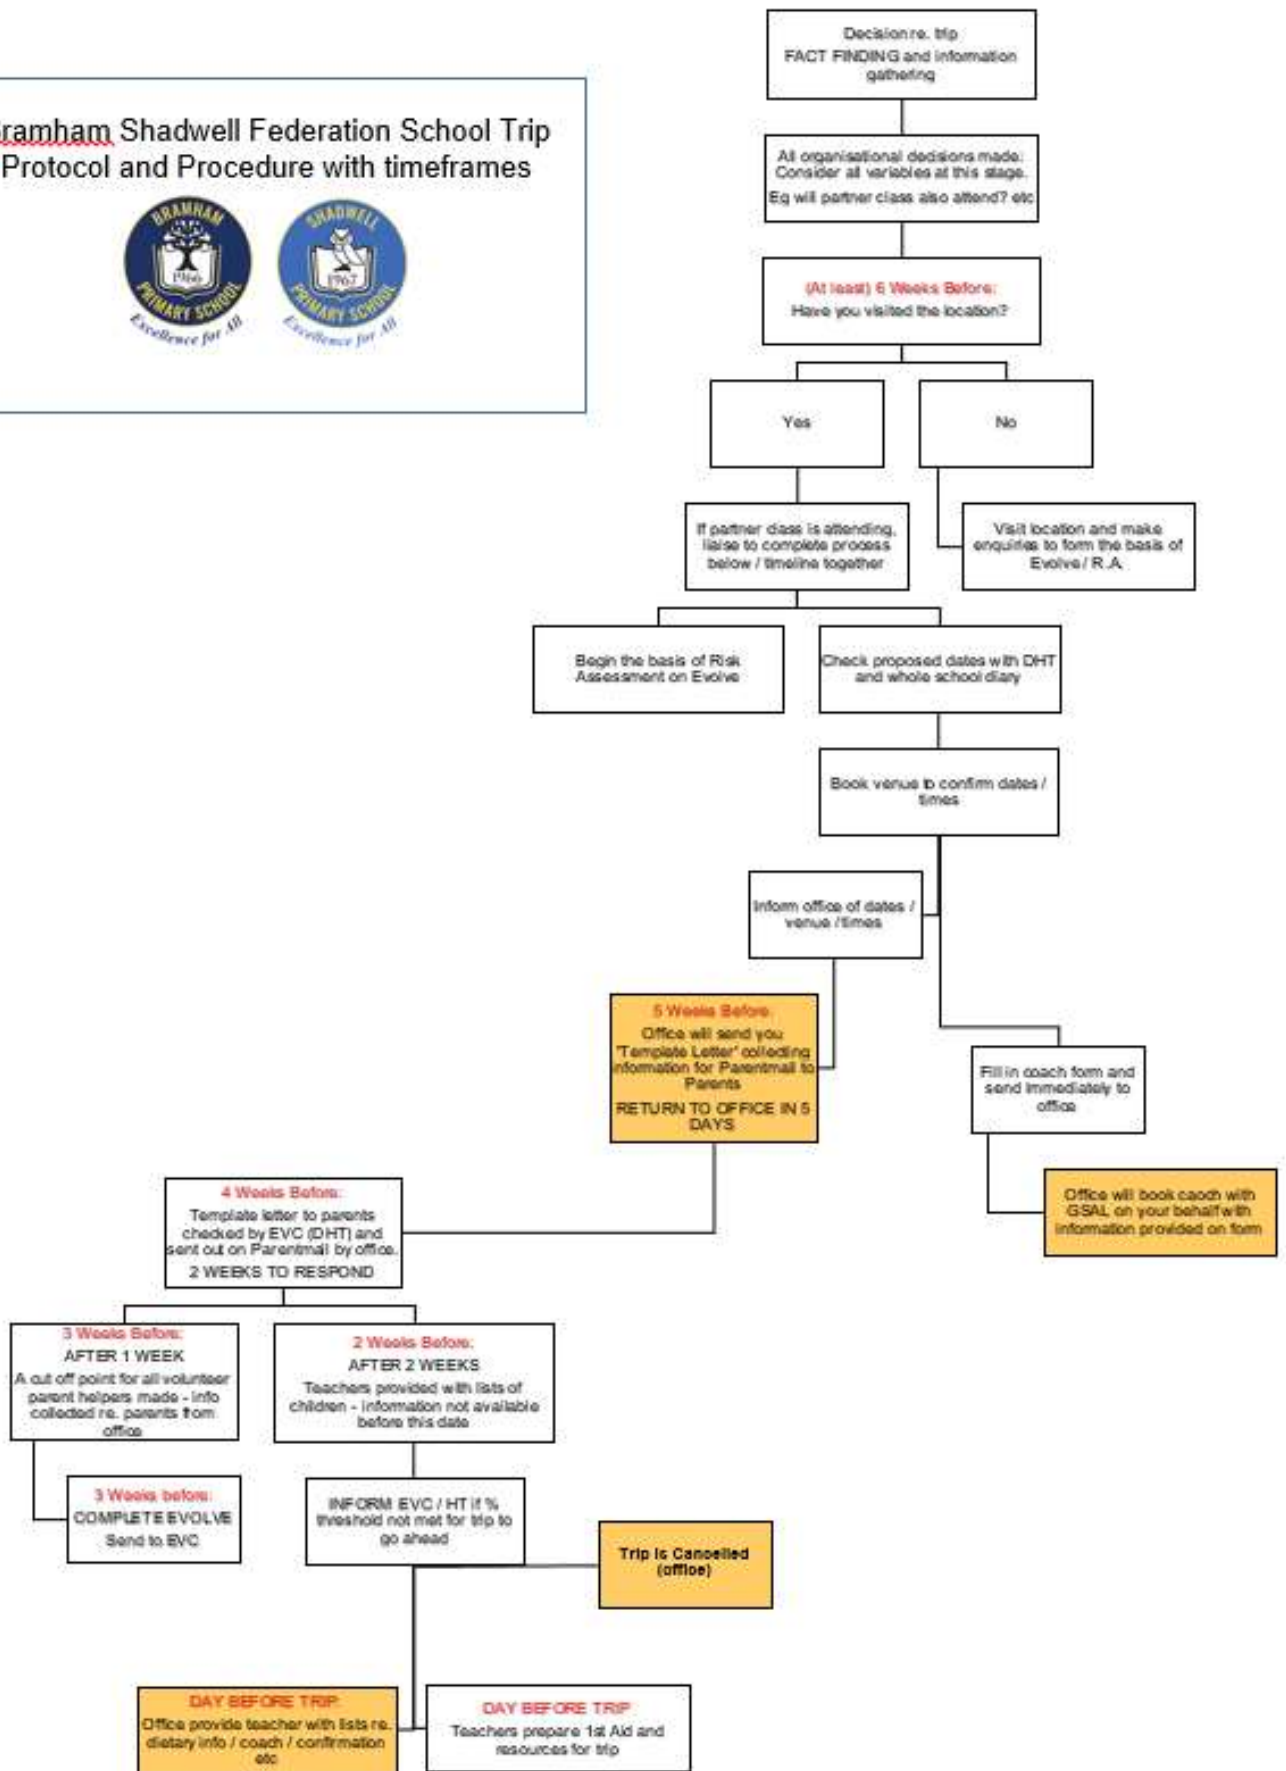 ramham Shadwell Federation School Trip
Protocol and Procedure with timeframes
BRAMHAM
1966
PRIMARY SCHOOL
Excellence for All
SHADWELL
1967
PRIMARY SCHOOL
Excellence for All
Decision re. trip
FACT FINDING and information
gathering
All organisational decisions made:
Consider all variables at this stage.
Eg will partner class also attend? etc
(At least) 6 Weeks Before:
Have you visited the location?
Yes
No
If partner class is attending,
liaise to complete process
below / timeline together
Visit location and make
enquiries to form the basis of
Evolve / R.A.
Begin the basis of Risk
Assessment on Evolve
Check proposed dates with DHT
and whole school diary
Book venue to confirm dates /
times
Inform office of dates /
venue / times
5 Weeks Before:
Office will send you
'Template Letter' collecting
information for Parentmail to
Parents
RETURN TO OFFICE IN 5
DAYS
Fill in coach form and
send immediately to
office
Office will book caoch with
GSAL on your behalf with
information provided on form
4 Weeks Before:
Template letter to parents
checked by EVC (DHT) and
sent out on Parentmail by office.
2 WEEKS TO RESPOND
3 Weeks Before:
AFTER 1 WEEK
A cut off point for all volunteer
parent helpers made - info
collected re. parents from
office
2 Weeks Before:
AFTER 2 WEEKS
Teachers provided with lists of
children - information not available
before this date
3 Weeks before:
COMPLETE EVOLVE
Send to EVC
INFORM EVC / HT if %
threshold not met for trip to
go ahead
Trip is Cancelled
(office)
DAY BEFORE TRIP:
Office provide teacher with lists re.
dietary info / coach / confirmation
etc
DAY BEFORE TRIP
Teachers prepare 1st Aid and
resources for trip